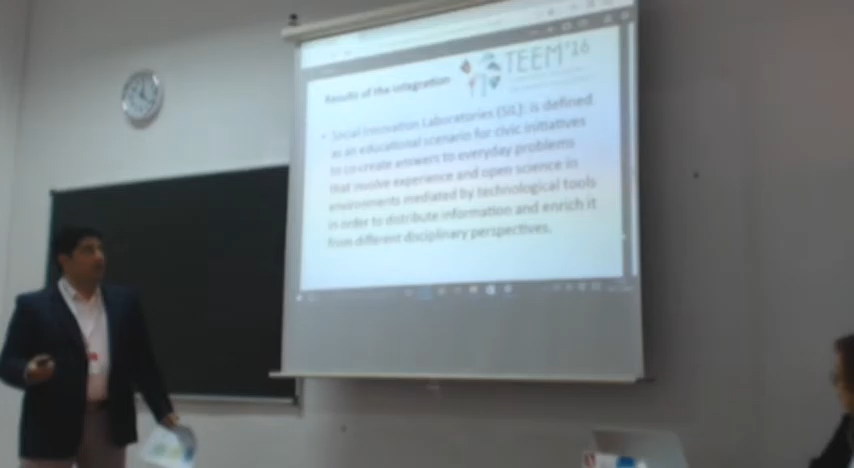 TEEM'16
Results of the integration
• Social Innovation Laboratories (SIL): is defined
as an educational scenario for civic initiatives
to co-create answers to everyday problems
that involve experience and open science in
environments mediated by technological tools
in order to distribute information and enrich it
from different disciplinary perspectives.